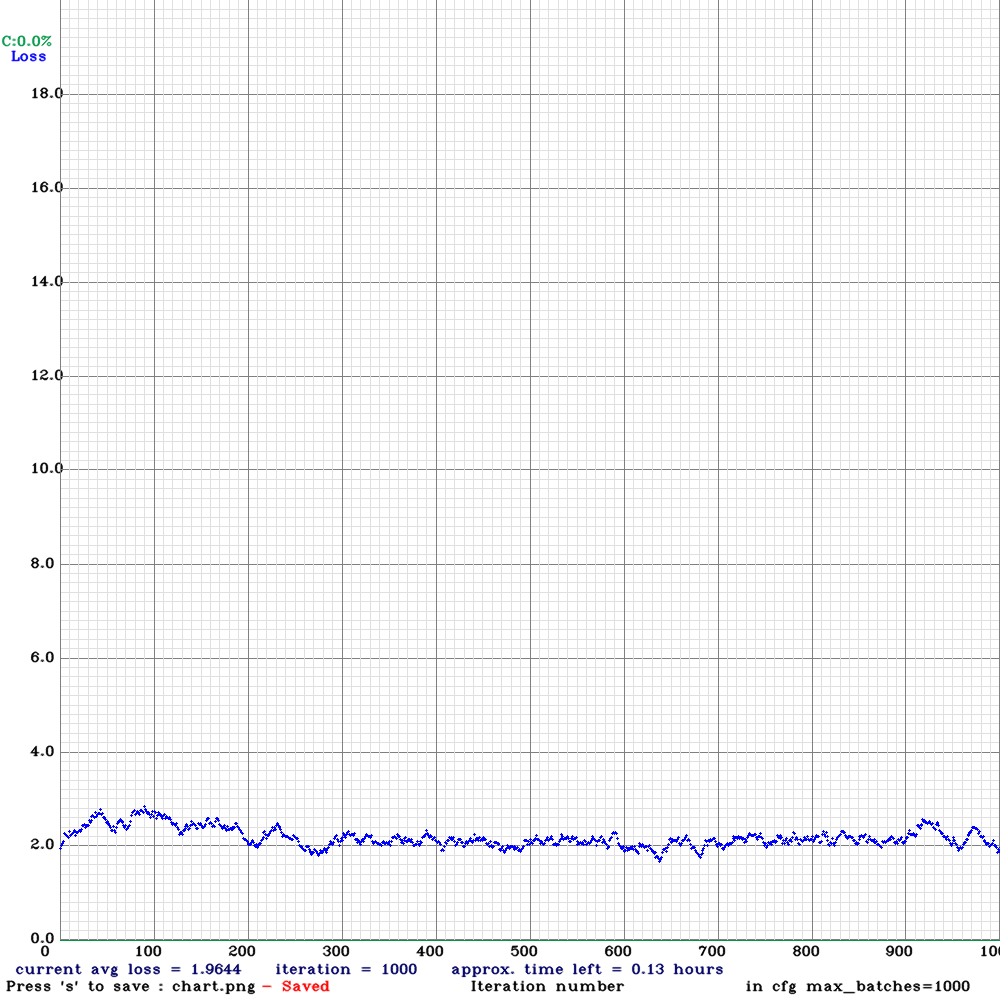 C:0.0%
Loss
18.0
16.0
14.0
12.0
10.0
8.0
6.0
4.0
2.0
0.0
0 100 200 300 400 500 600 700 800 900 100
current avg loss = 1.9644 iteration = 1000 approx. time left = 0.13 hours
Press 's' to save : chart.png - Saved Iteration number in cfg max_batches=1000